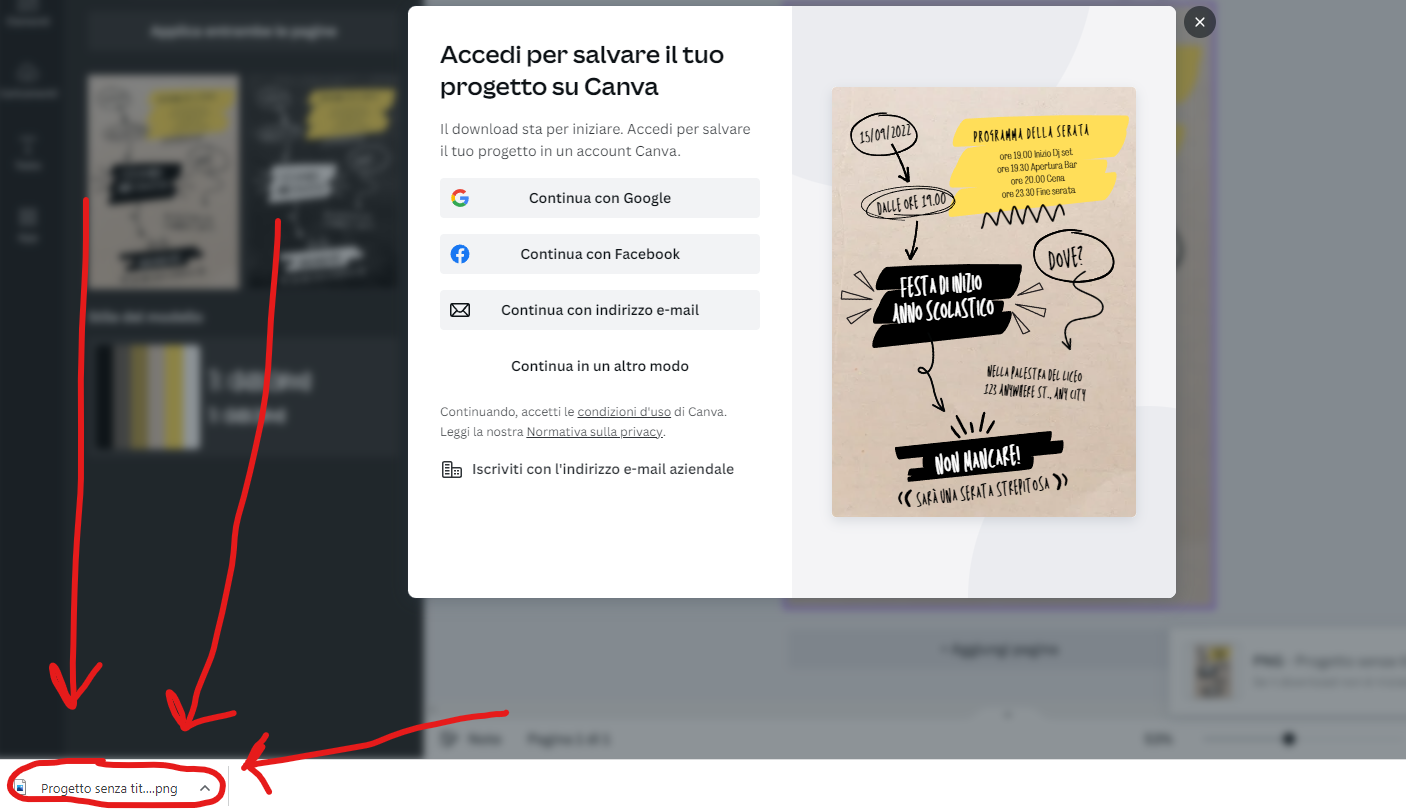 Applica entrambe le pagine
Accedi per salvare il tuo
progetto su Canva
Il download sta per iniziare. Accedi per salvare
il tuo progetto in un account Canva.
Continua con Google
Continua con Facebook
Continua con indirizzo e-mail
Continua in un altro modo
Continuando, accetti le condizioni d'uso di Canva.
Leggi la nostra Normativa sulla privacy.
Iscriviti con l'indirizzo e-mail aziendale
15/09/2022
DALLE ORE 19.00
PROGRAMMA DELLA SERATA
ore 19.00 Inizio Dj set
ore 19.30 Apertura Bar
ore 20.00 Cena
ore 23.30 Fine serata
FESTA DI INIZIO
ANNO SCOLASTICO
DOVE?
NELLA PALESTRA DEL LICEO
123 ANYWHERE ST., ANY CITY
NON MANCARE!
SARÀ UNA SERATA STREPITOSA
+ Aggiungi pagina
Note
Pagina 1 di 1
Progetto senza tit....png